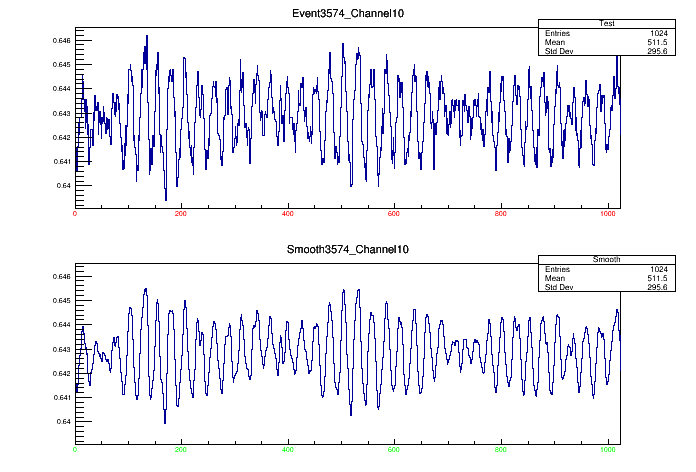 Event3574_Channel10
Test
Entries 1024
Mean 511.5
Std Dev 295.6
0.646
0.645
0.644
0.643
0.642
0.641
0.64
0 200 400 600 800 1000
Smooth3574_Channel10
Smooth
Entries 1024
Mean 511.5
Std Dev 295.6
0.646
0.645
0.644
0.643
0.642
0.641
0.64
0 200 400 600 800 1000